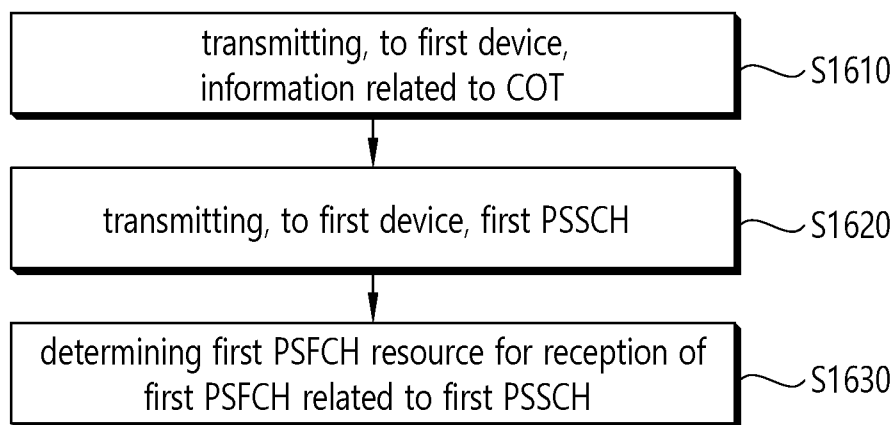 transmitting, to first device,
information related to COT
S1610
transmitting, to first device, first PSSCH
S1620
determining first PSFCH resource for reception of
first PSFCH related to first PSSCH
S1630